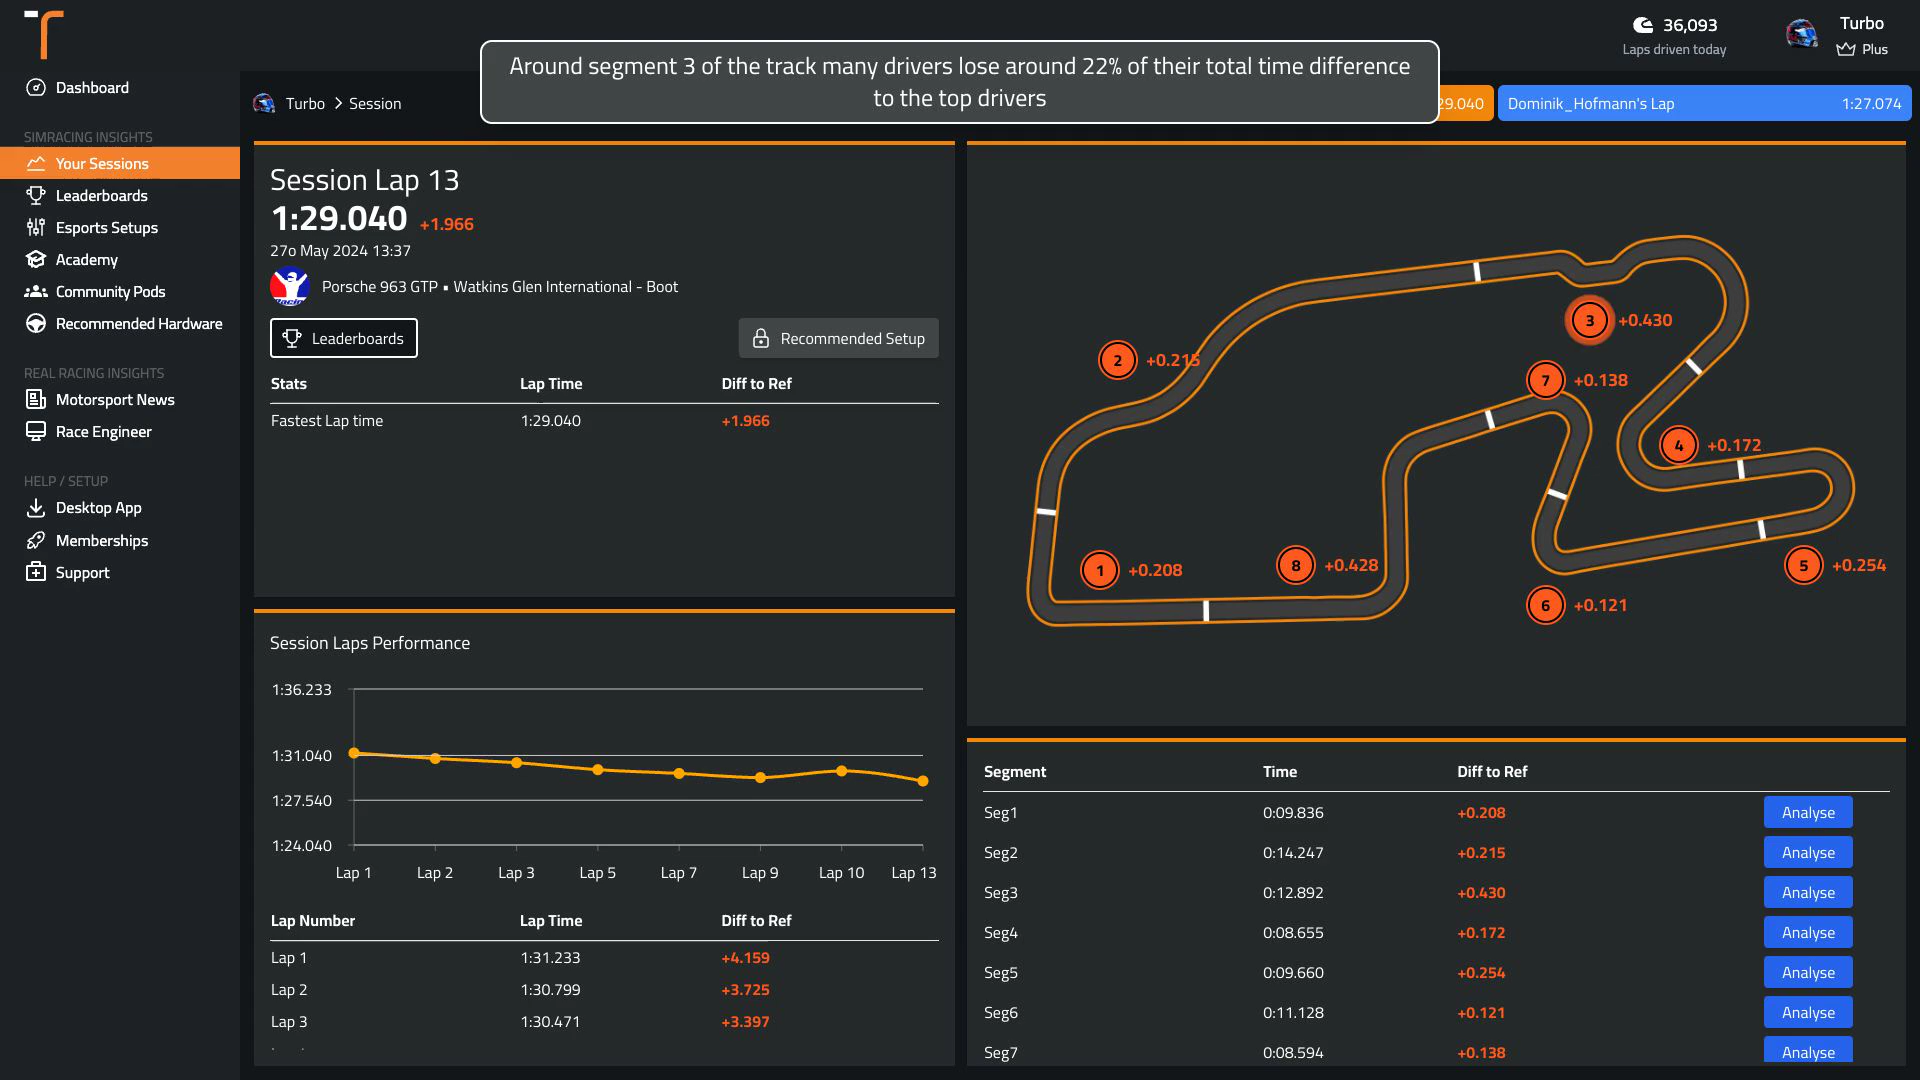 36,093
Laps driven today
Turbo
Plus
Around segment 3 of the track many drivers lose around 22% of their total time difference
to the top drivers
Dashboard
SIMRACING INSIGHTS
Your Sessions
Leaderboards
Esports Setups
Academy
Community Pods
Recommended Hardware
REAL RACING INSIGHTS
Motorsport News
Race Engineer
HELP / SETUP
Desktop App
Memberships
Support
Turbo > Session
29.040
Dominik_Hofmann's Lap 1:27.074
Session Lap 13
1:29.040 +1.966
27o May 2024 13:37
Porsche 963 GTP • Watkins Glen International - Boot
Leaderboards
Recommended Setup
Stats Lap Time Diff to Ref
Fastest Lap time 1:29.040 +1.966
3 +0.430
2 +0.215
7 +0.138
4 +0.172
1 +0.208
8 +0.428
5 +0.254
6 +0.121
Session Laps Performance
1:36.233
1:31.040
1:27.540
1:24.040
Lap 1 Lap 2 Lap 3 Lap 5 Lap 7 Lap 9 Lap 10 Lap 13
Lap Number Lap Time Diff to Ref
Lap 1 1:31.233 +4.159
Lap 2 1:30.799 +3.725
Lap 3 1:30.471 +3.397
Segment Time Diff to Ref
Seg1 0:09.836 +0.208 Analyse
Seg2 0:14.247 +0.215 Analyse
Seg3 0:12.892 +0.430 Analyse
Seg4 0:08.655 +0.172 Analyse
Seg5 0:09.660 +0.254 Analyse
Seg6 0:11.128 +0.121 Analyse
Seg7 0:08.594 +0.138 Analyse